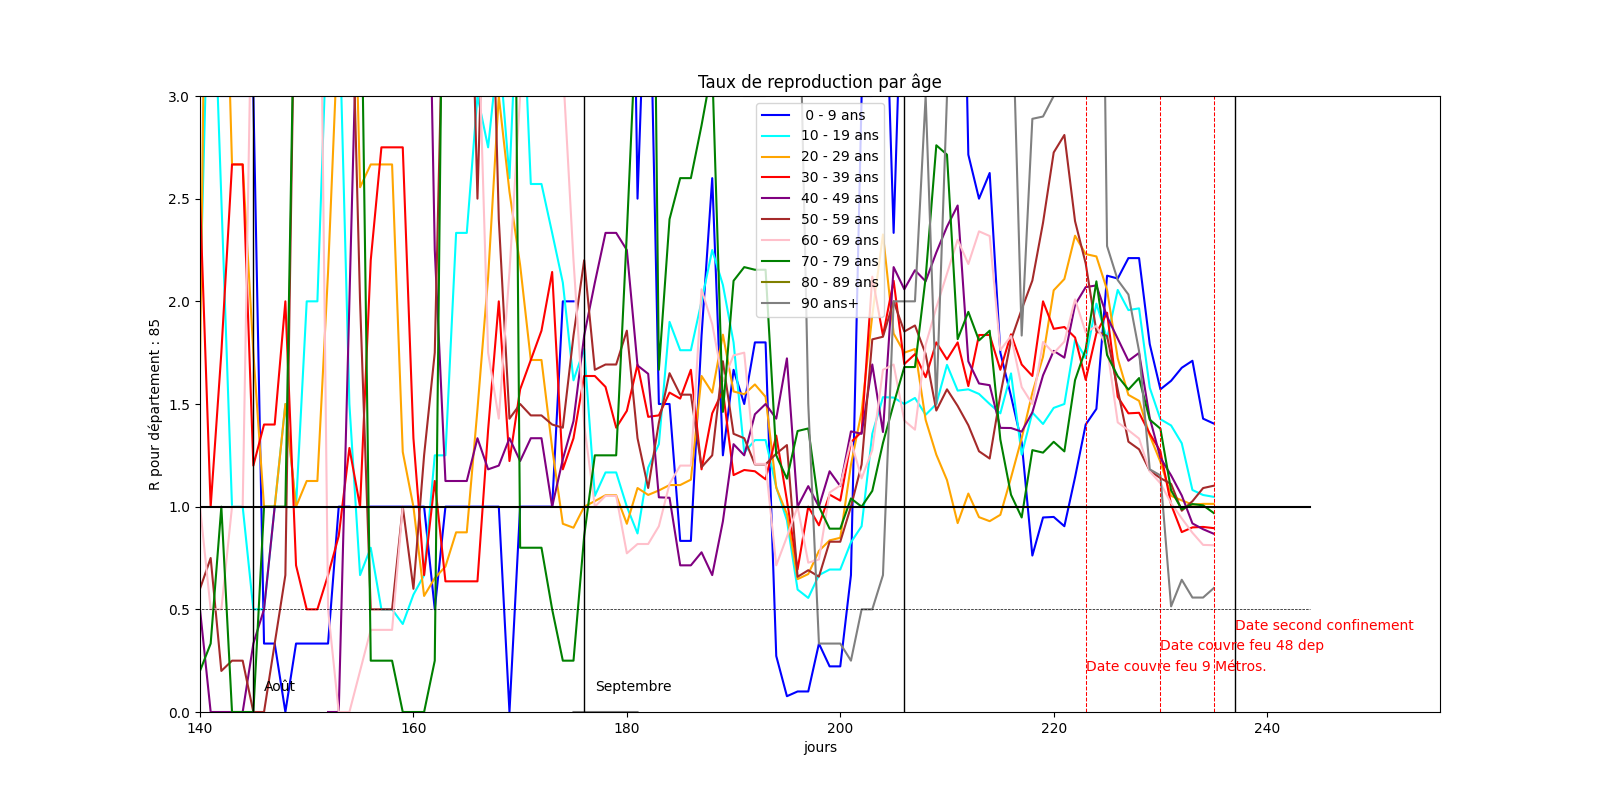 Taux de reproduction par âge
R pour département : 85
3.0
2.5
2.0
1.5
1.0
0.5
0.0
0 - 9 ans
10 - 19 ans
20 - 29 ans
30 - 39 ans
40 - 49 ans
50 - 59 ans
60 - 69 ans
70 - 79 ans
80 - 89 ans
90 ans+
Date second confinement
Date couvre feu 48 dep
Date couvre feu 9 Métros.
Août
Septembre
140
160
180
200
220
240
jours